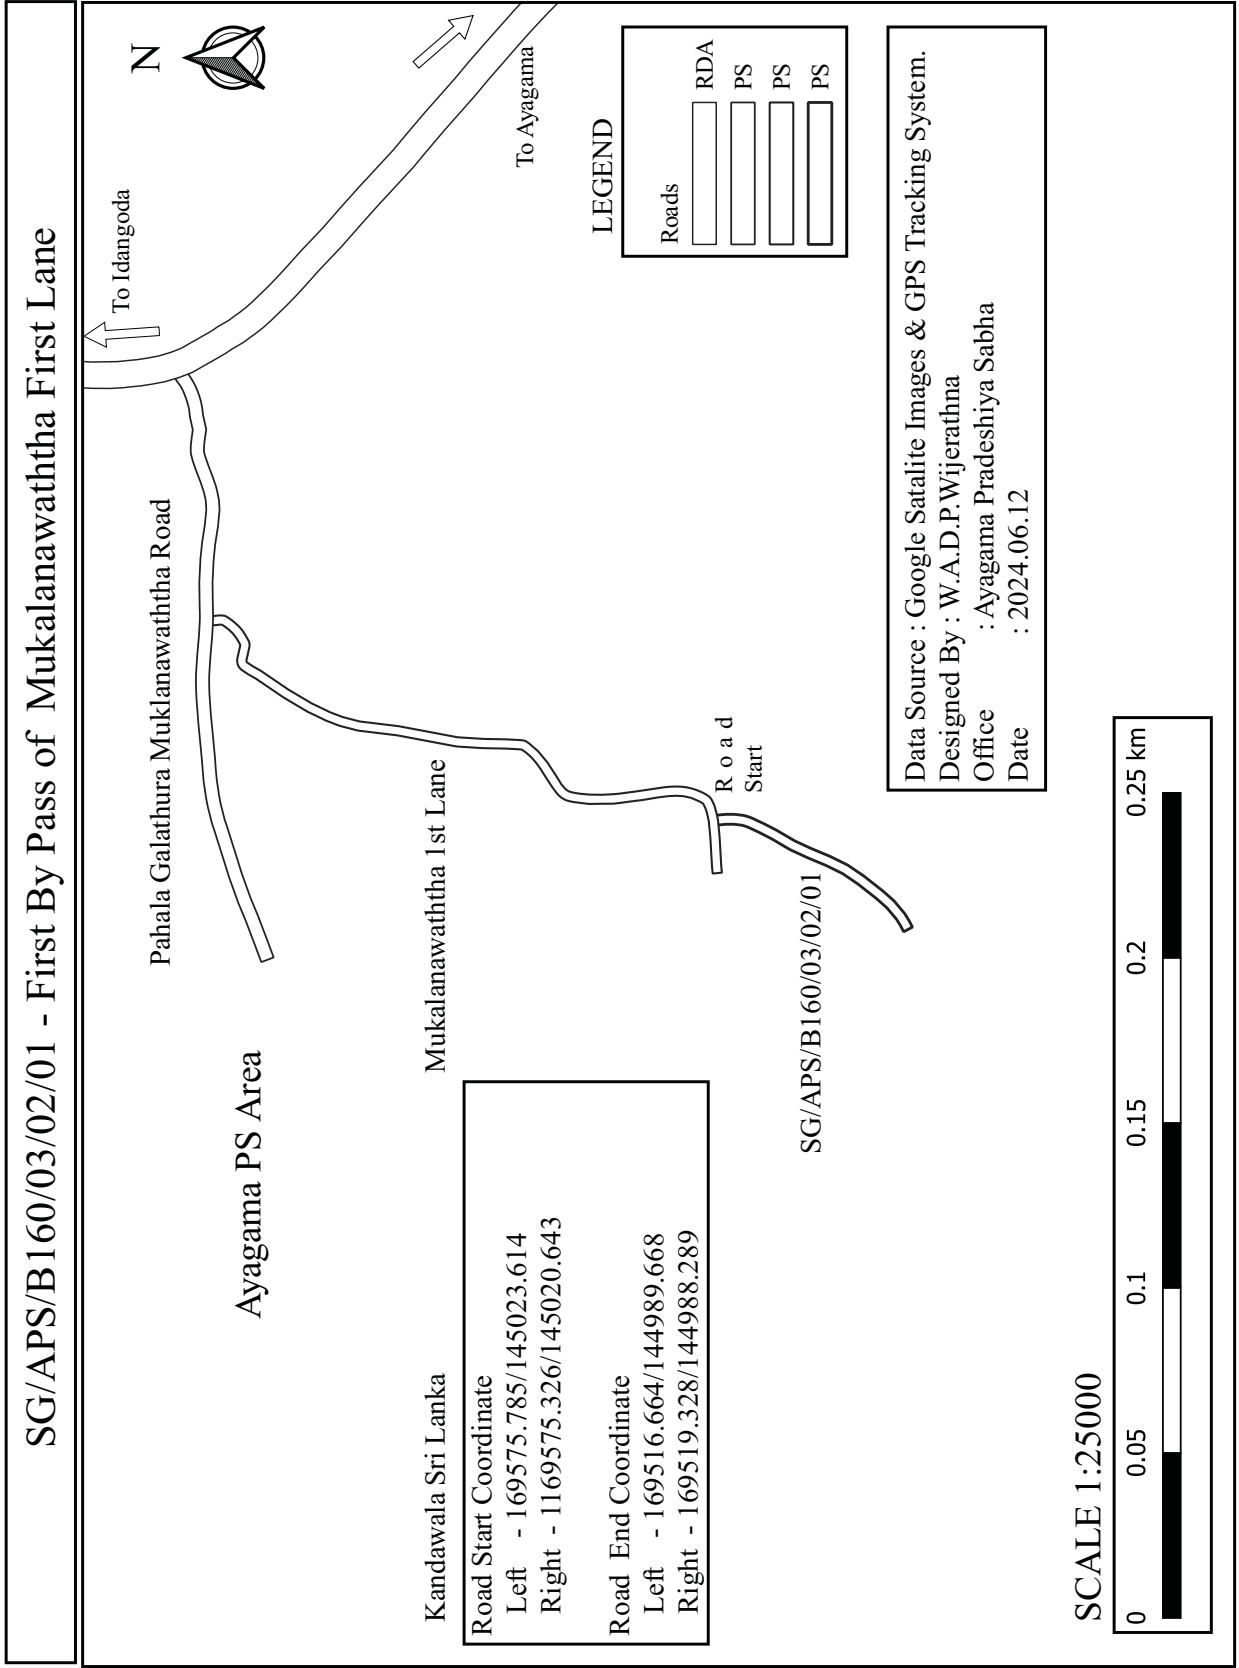 SG/APS/B160/03/02/01 - First By Pass of Mukalanawaththa First Lane
N
To Idangoda
To Ayagama
Pahala Galathura Muklanawaththa Road
Ayagama PS Area
Mukalanawaththa 1st Lane
Road
Start
SG/APS/B160/03/02/01
Kandawala Sri Lanka
Road Start Coordinate
Left - 169575.785/145023.614
Right - 1169575.326/145020.643
Road End Coordinate
Left - 169516.664/144989.668
Right - 169519.328/144988.289
LEGEND
Roads
RDA
PS
PS
PS
Data Source : Google Satalite Images & GPS Tracking System.
Designed By : W.A.D.P.Wijerathna
Office : Ayagama Pradeshiya Sabha
Date : 2024.06.12
SCALE 1:25000
0 0.05 0.1 0.15 0.2 0.25 km